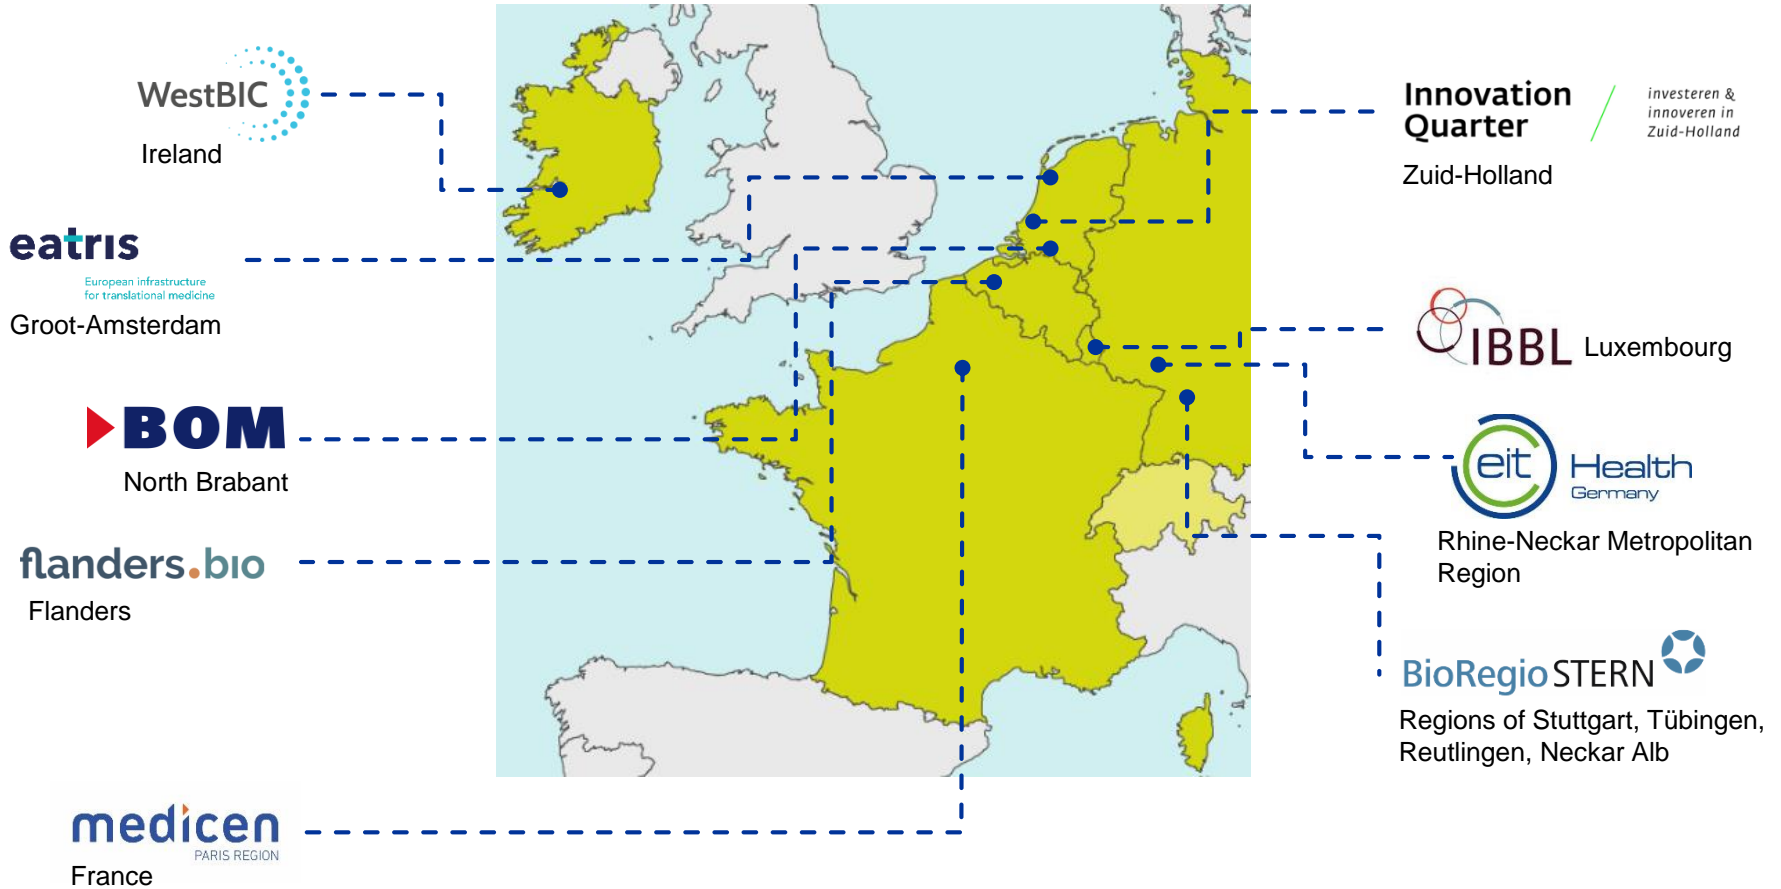 WestBIC
Ireland
eatrıs
European infrastructure
for translational medicine
Groot-Amsterdam
BOM
North Brabant
flanders.bıo
Flanders
medicen
PARIS REGION
France
Innovation
Quarter
investeren &
innoveren in
Zuid-Holland
Zuid-Holland
IBBL
Luxembourg
eit Health
Germany
Rhine-Neckar Metropolitan
Region
BioRegio STERN
Regions of Stuttgart, Tübingen,
Reutlingen, Neckar Alb